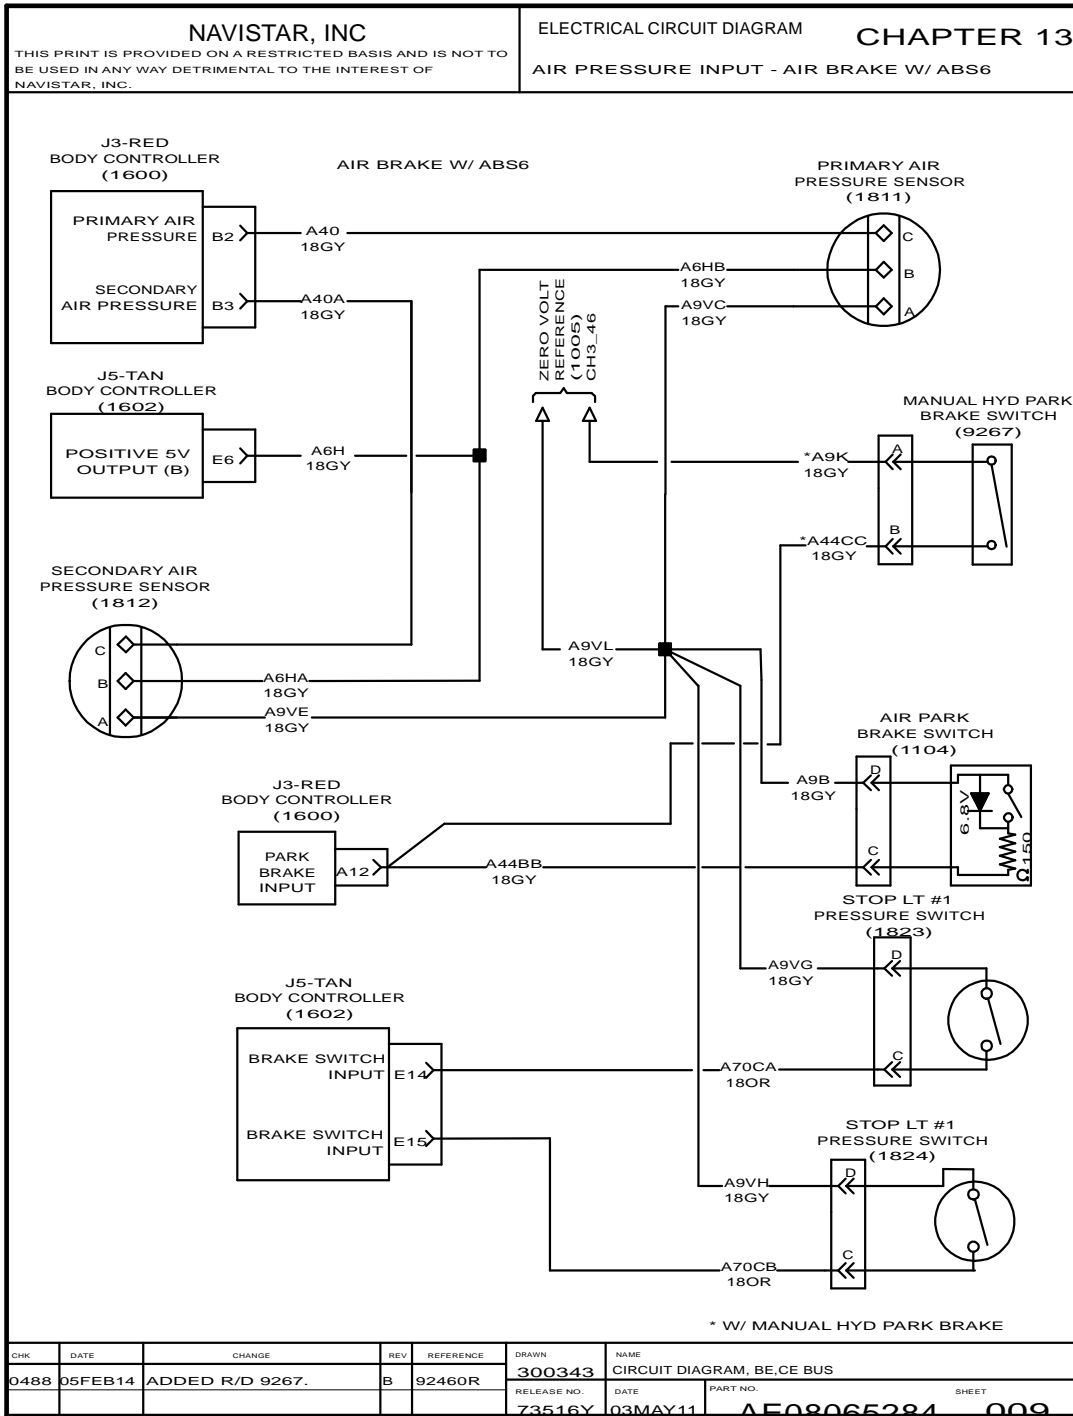 NAVISTAR, INC
THIS PRINT IS PROVIDED ON A RESTRICTED BASIS AND IS NOT TO
BE USED IN ANY WAY DETRIMENTAL TO THE INTEREST OF
NAVISTAR, INC.
ELECTRICAL CIRCUIT DIAGRAM
CHAPTER 13
AIR PRESSURE INPUT - AIR BRAKE W/ ABS6
J3-RED
BODY CONTROLLER
(1600)
PRIMARY AIR
PRESSURE
B2
SECONDARY
AIR PRESSURE
B3
AIR BRAKE W/ ABS6
A40
18GY
A40A
18GY
PRIMARY AIR
PRESSURE SENSOR
(1811)
C
B
A
A6HB
18GY
A9VC
18GY
ZERO VOLT
REFERENCE
(1005)
CH3_46
J5-TAN
BODY CONTROLLER
(1602)
POSITIVE 5V
OUTPUT (B)
E6
A6H
18GY
MANUAL HYD PARK
BRAKE SWITCH
(9267)
*A9K
18GY
A
*A44CC
18GY
B
SECONDARY AIR
PRESSURE SENSOR
(1812)
C
B
A
A6HA
18GY
A9VE
18GY
A9VL
18GY
AIR PARK
BRAKE SWITCH
(1104)
A9B
18GY
D
C
6.8V
Ω150
J3-RED
BODY CONTROLLER
(1600)
PARK
BRAKE
INPUT
A12
A44BB
18GY
STOP LT #1
PRESSURE SWITCH
(1823)
A9VG
18GY
D
C
J5-TAN
BODY CONTROLLER
(1602)
BRAKE SWITCH
INPUT
E14
BRAKE SWITCH
INPUT
E15
A70CA
18OR
STOP LT #1
PRESSURE SWITCH
(1824)
A9VH
18GY
D
A70CB
18OR
C
* W/ MANUAL HYD PARK BRAKE
CHK DATE CHANGE REV REFERENCE
0488 05FEB14 ADDED R/D 9267. B 92460R
DRAWN
300343
NAME
CIRCUIT DIAGRAM, BE,CE BUS
RELEASE NO.
73516Y
DATE
03MAY11
PART NO.
AE08065284
SHEET
009